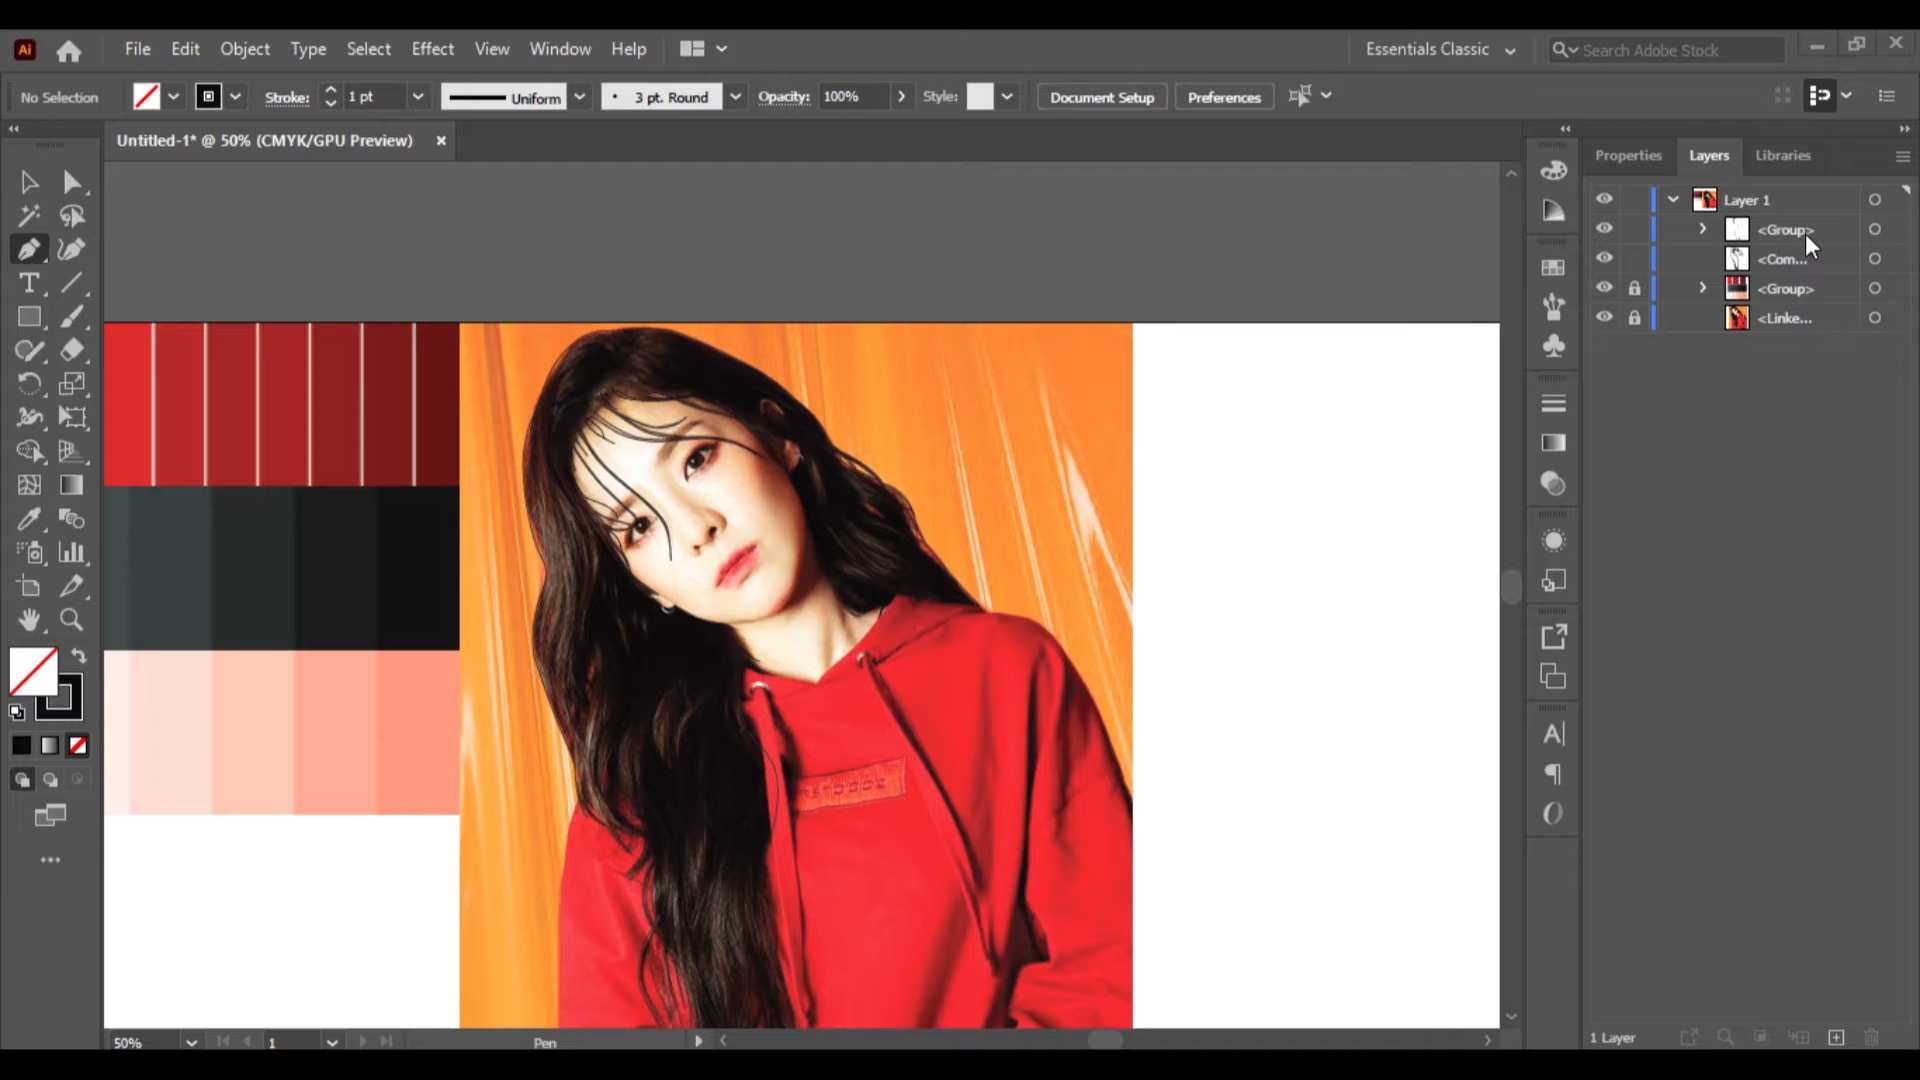 Ai File Edit Object Type Select Effect View Window Help Essentials Classic Search Adobe Stock
No Selection Stroke: 1 pt Uniform 3 pt. Round Opacity: 100% Style: Document Setup Preferences
Untitled-1* @ 50% (CMYK/GPU Preview)
Properties Layers Libraries
Layer 1
<Group>
<Com...
<Group>
<Linke...
50% 1 Pen
1 Layer